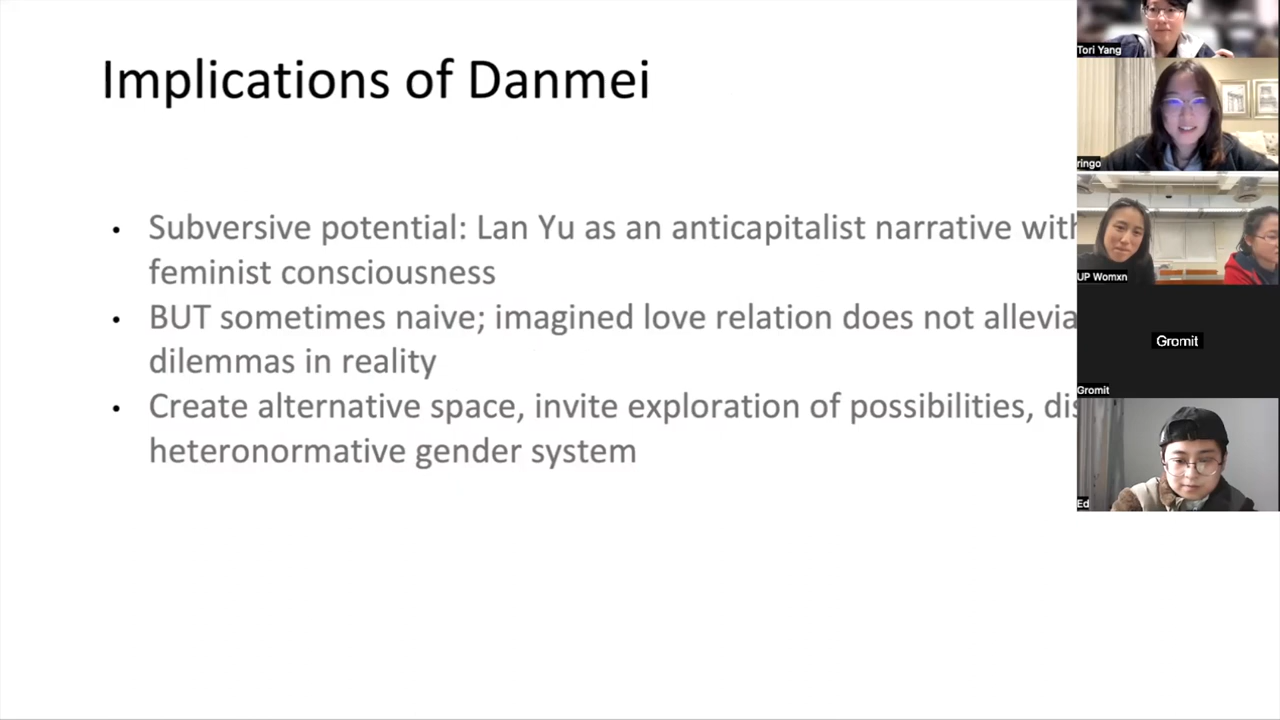 Implications of Danmei
• Subversive potential: Lan Yu as an anticapitalist narrative with
feminist consciousness
• BUT sometimes naive; imagined love relation does not allevia
dilemmas in reality
• Create alternative space, invite exploration of possibilities, dis
heteronormative gender system
Tori Yang
ringo
UP Womxn
Gromit
Gromit
Ed